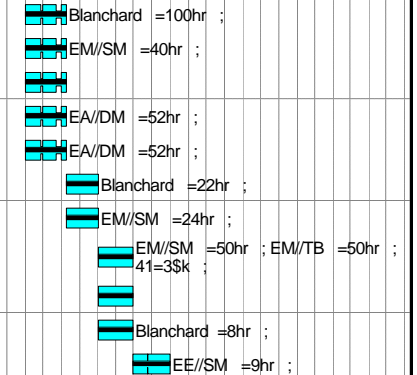 Blanchard =100hr ;
EM//SM =40hr ;
EA//DM =52hr ;
EA//DM =52hr ;
Blanchard =22hr ;
EM//SM =24hr ;
EM//SM =50hr ; EM//TB =50hr ;
41=3$k ;
Blanchard =8hr ;
EE//SM =9hr ;